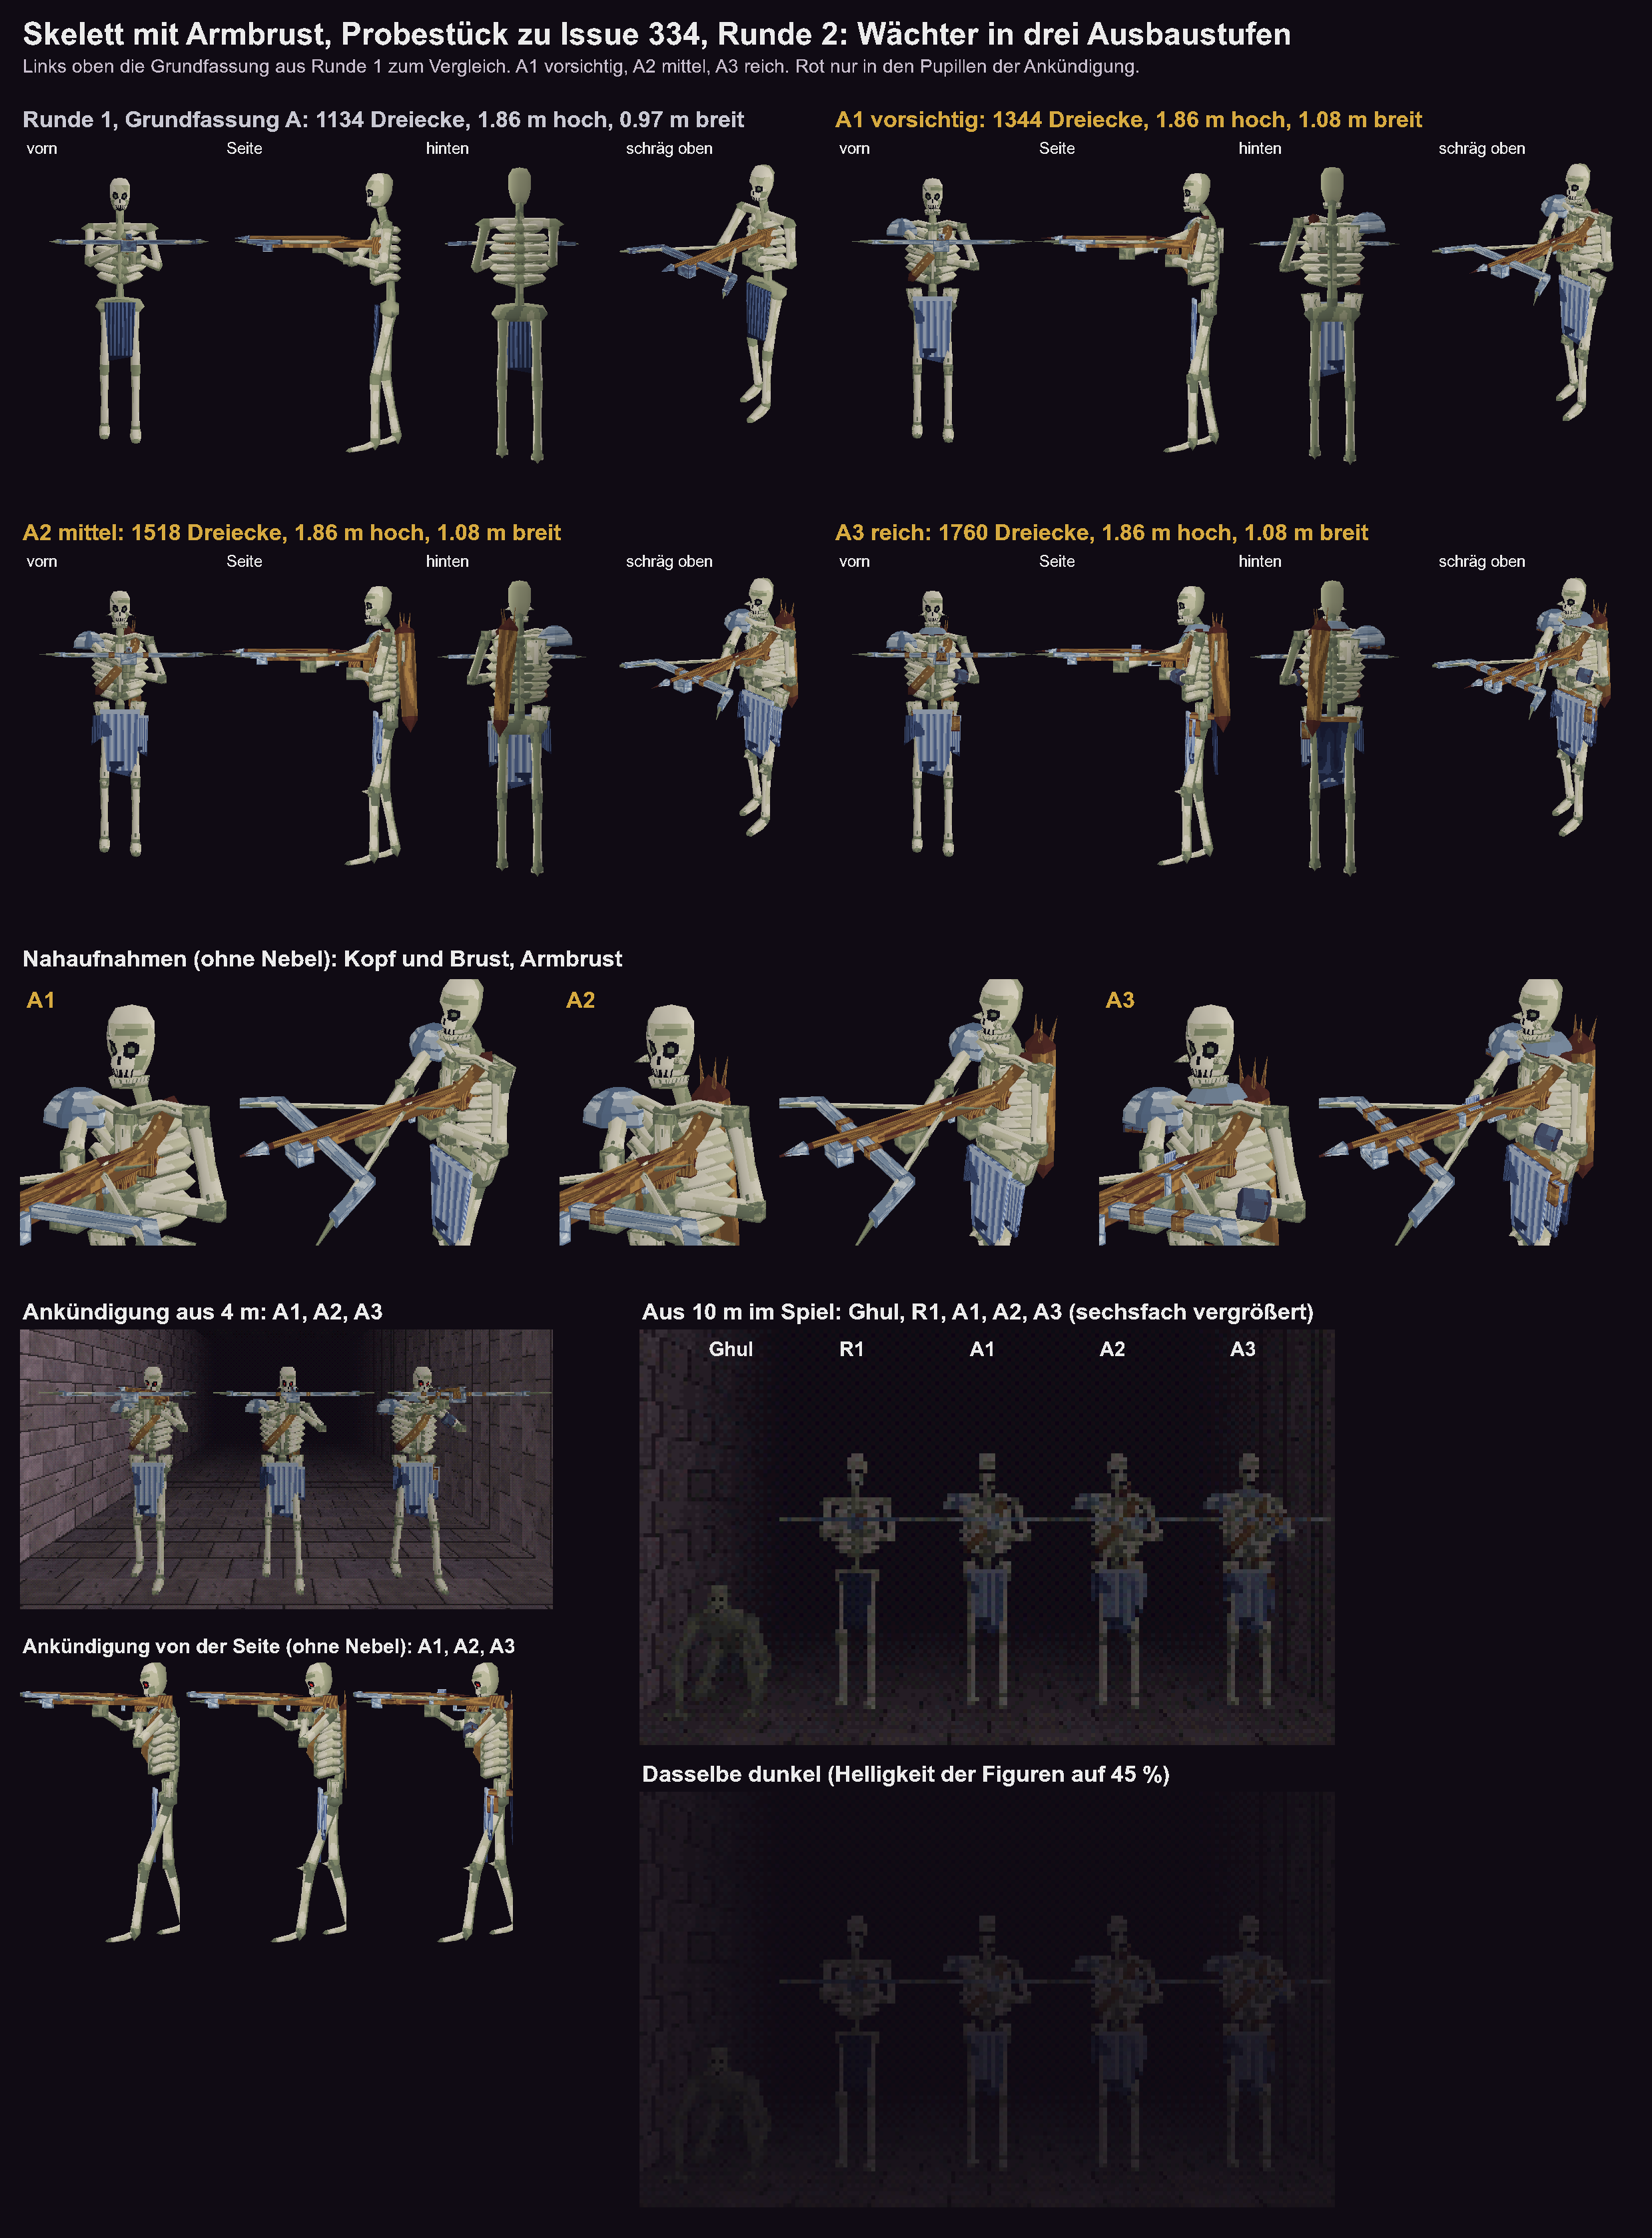 Skelett mit Armbrust, Probestück zu Issue 334, Runde 2: Wächter in drei Ausbaustufen
Links oben die Grundfassung aus Runde 1 zum Vergleich. A1 vorsichtig, A2 mittel, A3 reich. Rot nur in den Pupillen der Ankündigung.
Runde 1, Grundfassung A: 1134 Dreiecke, 1.86 m hoch, 0.97 m breit
vorn Seite hinten schräg oben
A1 vorsichtig: 1344 Dreiecke, 1.86 m hoch, 1.08 m breit
vorn Seite hinten schräg oben
A2 mittel: 1518 Dreiecke, 1.86 m hoch, 1.08 m breit
vorn Seite hinten schräg oben
A3 reich: 1760 Dreiecke, 1.86 m hoch, 1.08 m breit
vorn Seite hinten schräg oben
Nahaufnahmen (ohne Nebel): Kopf und Brust, Armbrust
A1 A2 A3
Ankündigung aus 4 m: A1, A2, A3
Aus 10 m im Spiel: Ghul, R1, A1, A2, A3 (sechsfach vergrößert)
Ghul R1 A1 A2 A3
Ankündigung von der Seite (ohne Nebel): A1, A2, A3
Dasselbe dunkel (Helligkeit der Figuren auf 45 %)